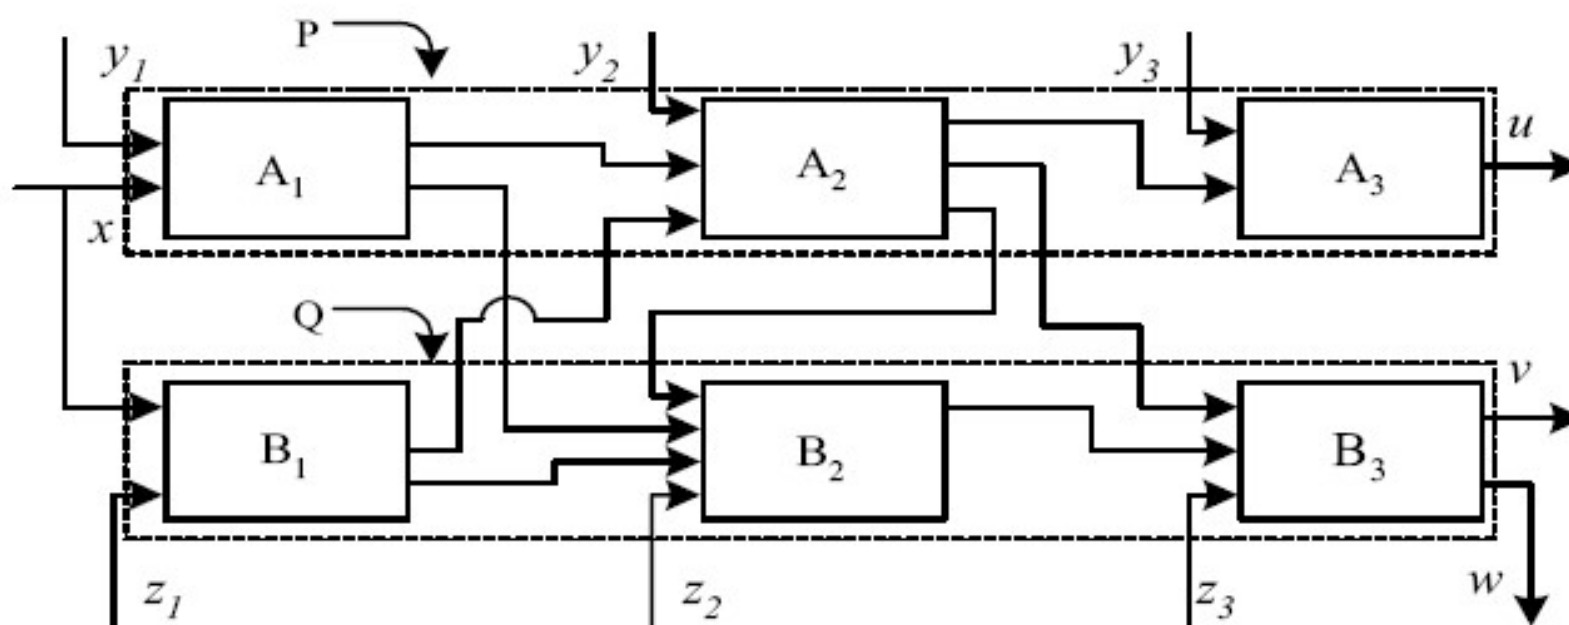 P
y₁
y₂
y₃
A₁
A₂
A₃
u
x
Q
B₁
B₂
B₃
v
z₁
z₂
z₃
w